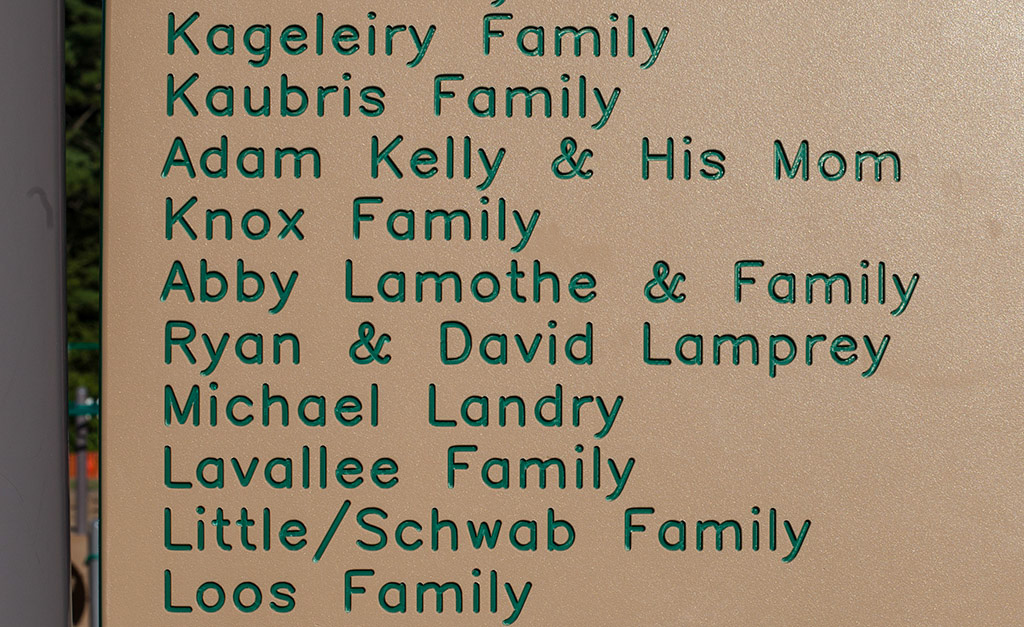 Kageleiry Family
Kaubris Family
Adam Kelly & His Mom
Knox Family
Abby Lamothe & Family
Ryan & David Lamprey
Michael Landry
Lavallee Family
Little/Schwab Family
Loos Family